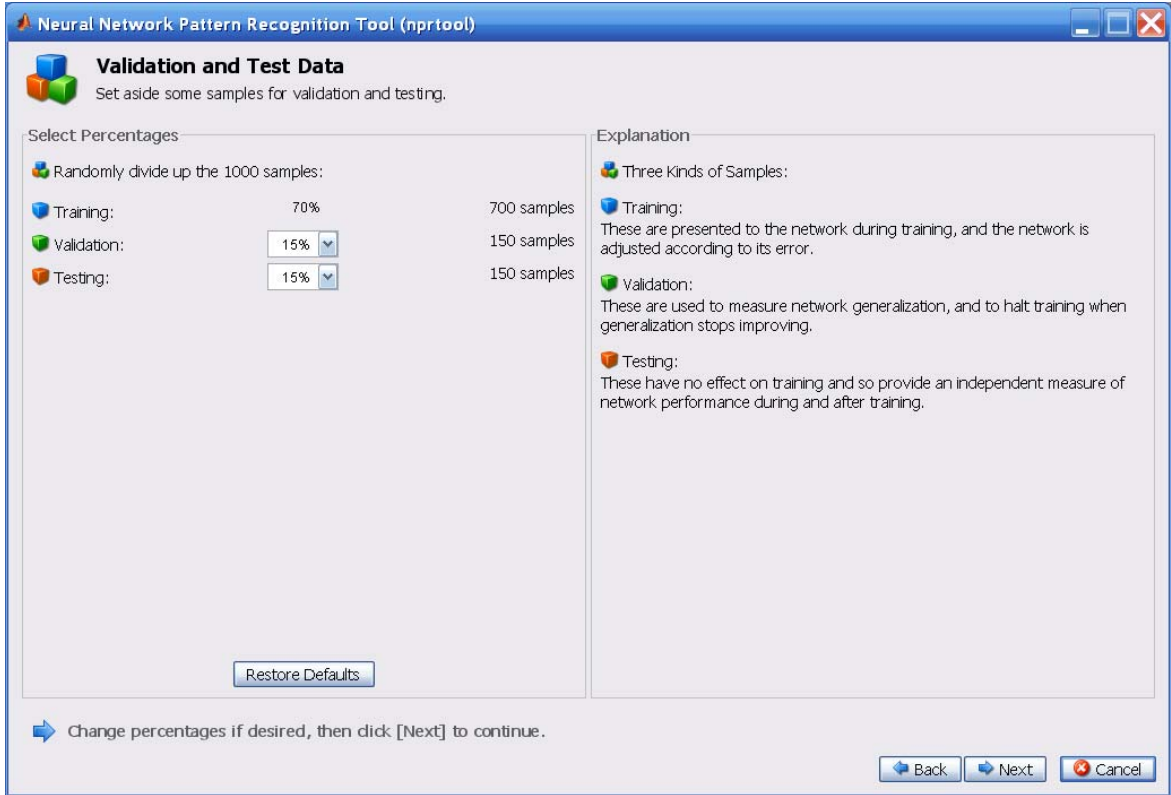 Neural Network Pattern Recognition Tool (nprtool)
Validation and Test Data
Set aside some samples for validation and testing.
Select Percentages
Randomly divide up the 1000 samples:
Training: 70% 700 samples
Validation: 15% 150 samples
Testing: 15% 150 samples
Restore Defaults
Explanation
Three Kinds of Samples:
Training:
These are presented to the network during training, and the network is
adjusted according to its error.
Validation:
These are used to measure network generalization, and to halt training when
generalization stops improving.
Testing:
These have no effect on training and so provide an independent measure of
network performance during and after training.
Change percentages if desired, then click [Next] to continue.
Back Next Cancel